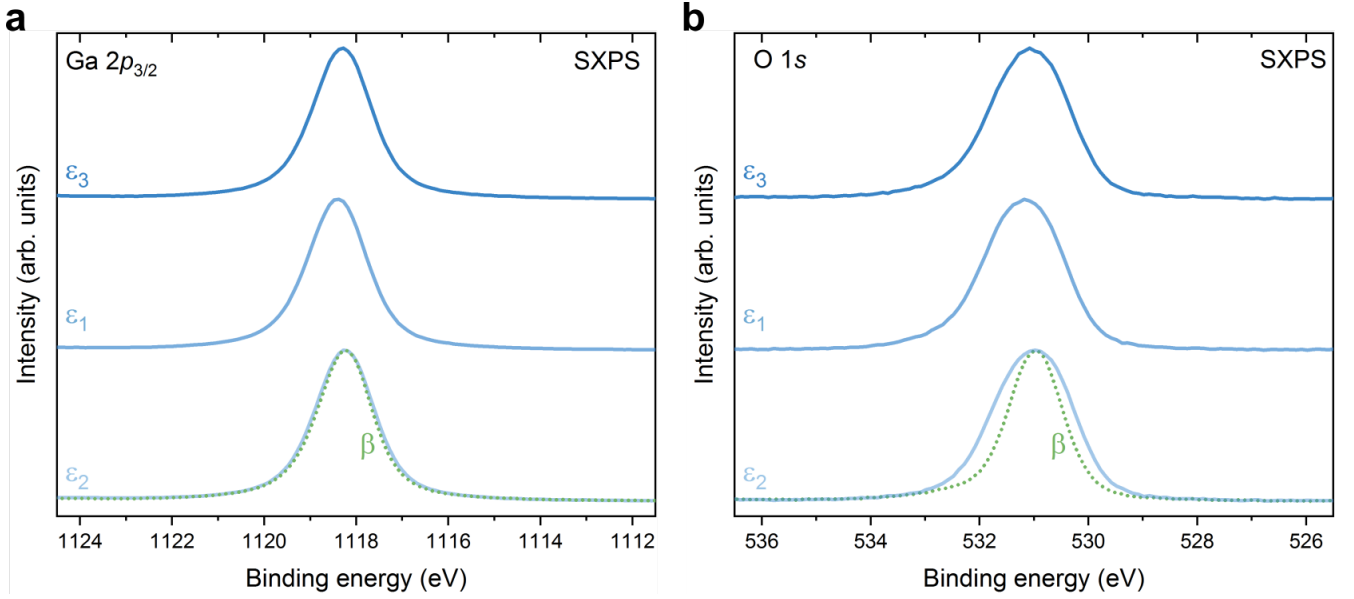 a
Ga 2p3/2
SXPS
ε3
ε1
ε2
β
Intensity (arb. units)
1124 1122 1120 1118 1116 1114 1112
Binding energy (eV)
b
O 1s
SXPS
ε3
ε1
ε2
β
Intensity (arb. units)
536 534 532 530 528 526
Binding energy (eV)